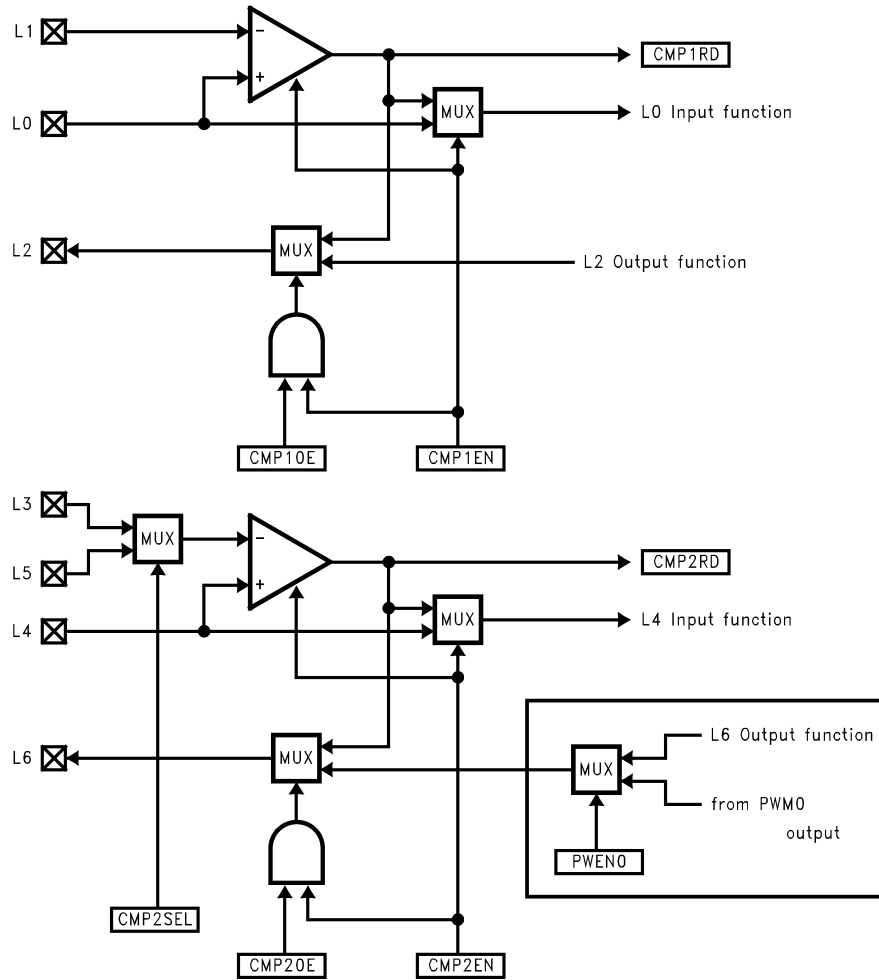 L1
−
CMP1RD
+
MUX
L0 Input function
L0
L2
MUX
L2 Output function
CMP1OE
CMP1EN
L3
MUX
−
CMP2RD
L5
+
MUX
L4 Input function
L4
L6 Output function
L6
MUX
MUX
from PWM0
output
PWEN0
CMP2SEL
CMP2OE
CMP2EN